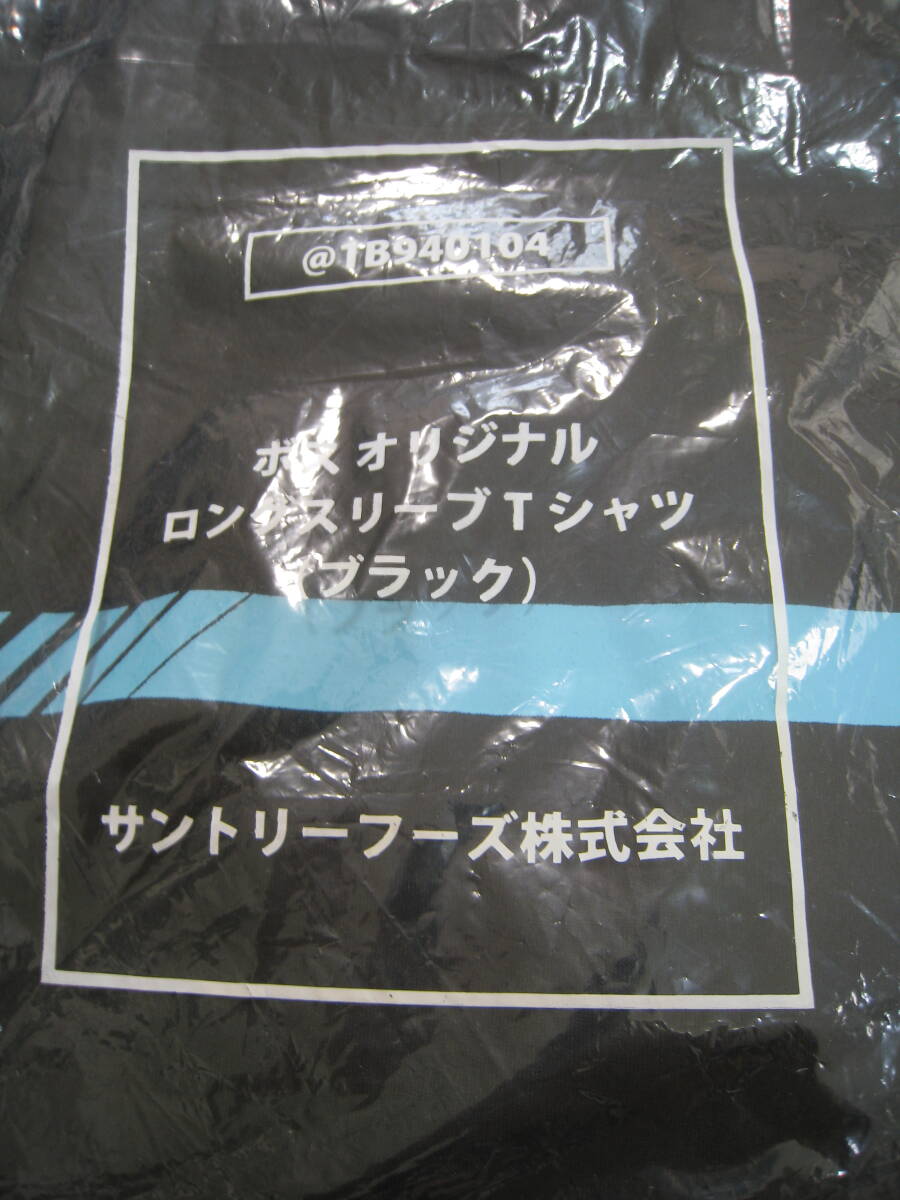 @TB940104
ボス オリジナル
ロングスリーブTシャツ
(ブラック)
サントリーフーズ株式会社